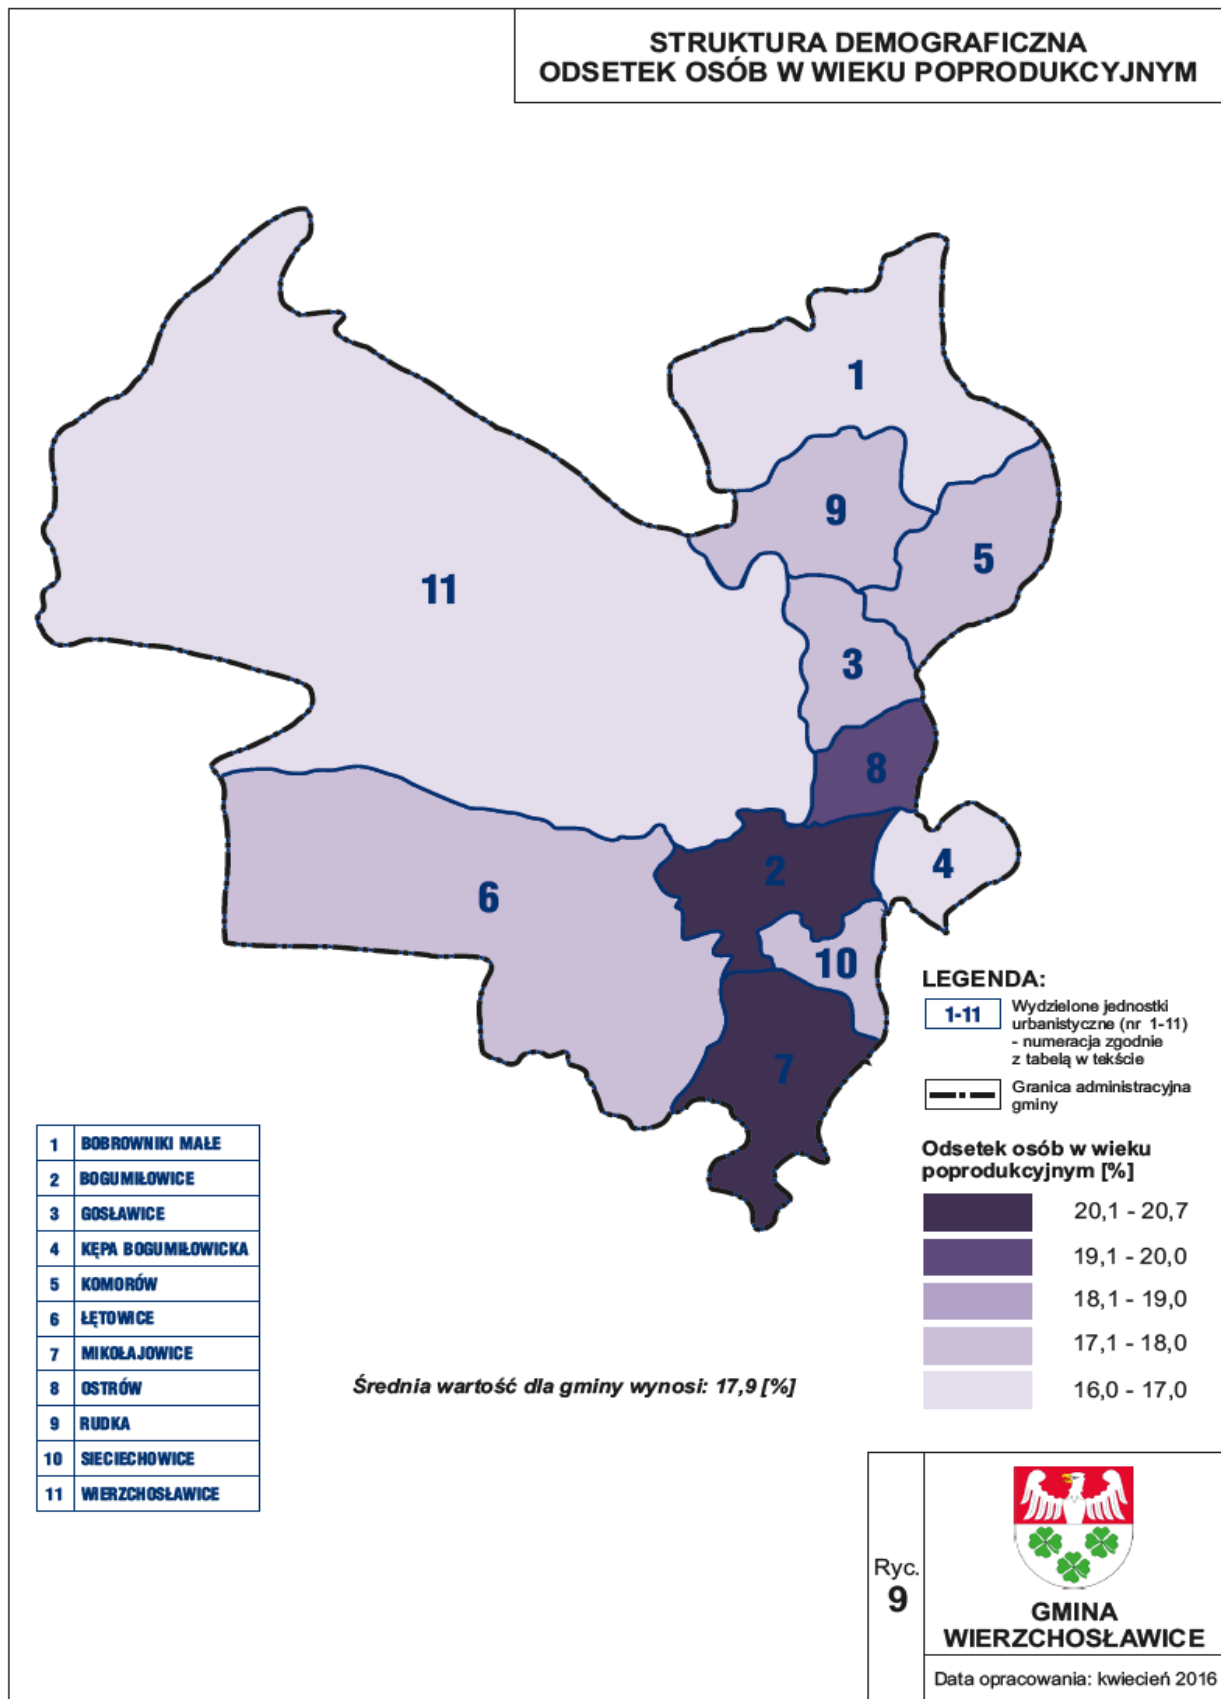 STRUKTURA DEMOGRAFICZNA
ODSETEK OSÓB W WIEKU POPRODUKCYJNYM
1
9
5
11
3
8
2
4
6
10
7
LEGENDA:
1-11
Wydzielone jednostki
urbanistyczne (nr 1-11)
- numeracja zgodnie
z tabelą w tekście
Granica administracyjna
gminy
Odsetek osób w wieku
poprodukcyjnym [%]
20,1 - 20,7
19,1 - 20,0
18,1 - 19,0
17,1 - 18,0
16,0 - 17,0
1 BOBROWNIKI MAŁE
2 BOGUMIŁOWICE
3 GOSŁAWICE
4 KĘPA BOGUMIŁOWICKA
5 KOMORÓW
6 ŁĘTOWICE
7 MIKOŁAJOWICE
8 OSTRÓW
9 RUDKA
10 SIECIECHOWICE
11 WIERZCHOSŁAWICE
Średnia wartość dla gminy wynosi: 17,9 [%]
Ryc.
9
GMINA
WIERZCHOSŁAWICE
Data opracowania: kwiecień 2016